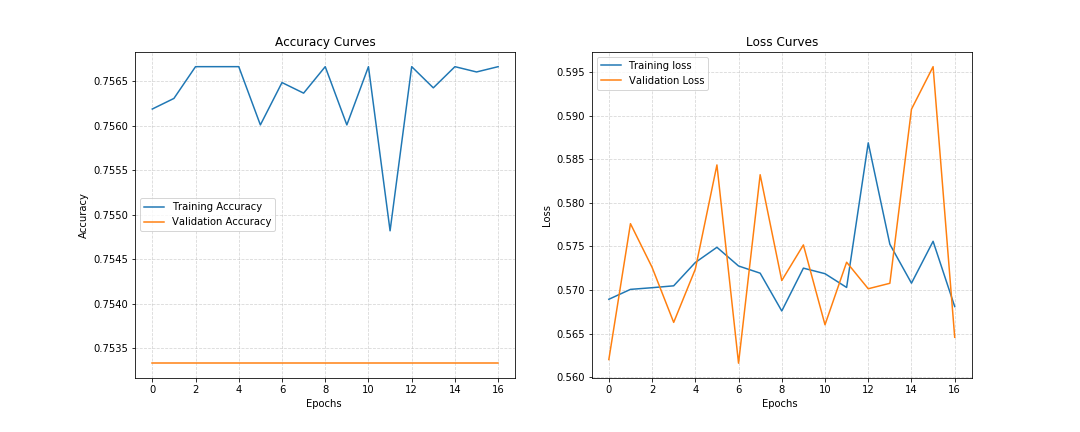 Accuracy Curves
Accuracy
0.7565
0.7560
0.7555
0.7550
0.7545
0.7540
0.7535
Training Accuracy
Validation Accuracy
0 2 4 6 8 10 12 14 16
Epochs
Loss Curves
Loss
0.595
0.590
0.585
0.580
0.575
0.570
0.565
0.560
Training loss
Validation Loss
0 2 4 6 8 10 12 14 16
Epochs